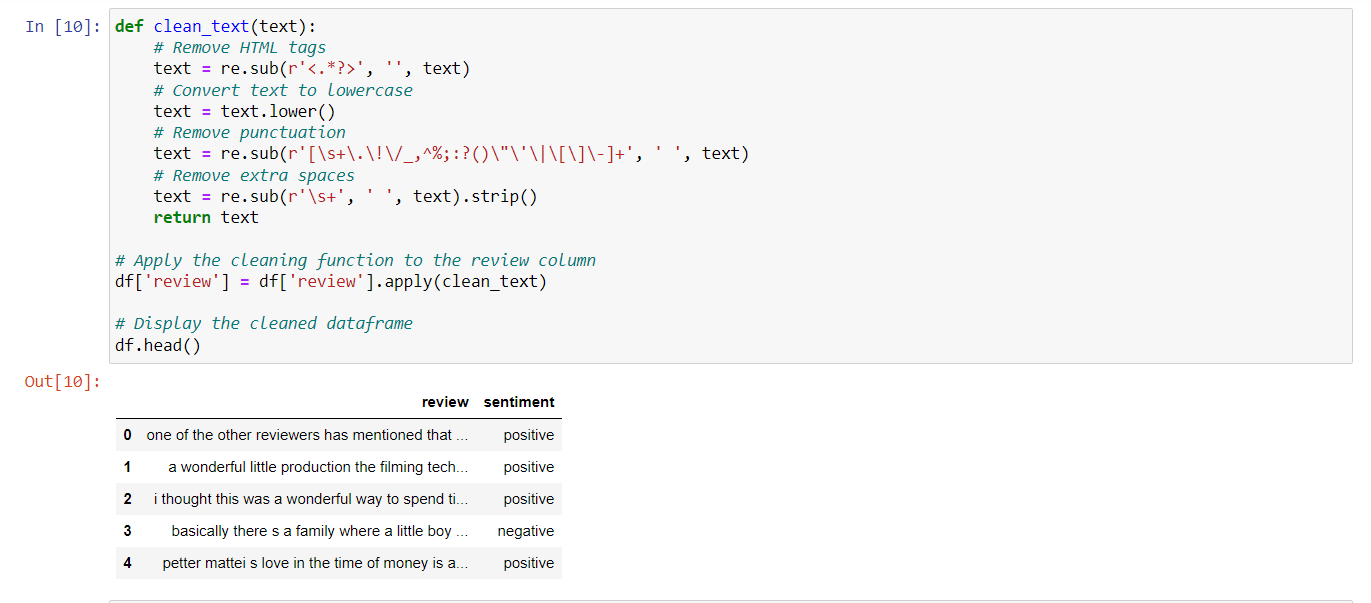 In [10]: def clean_text(text):
    # Remove HTML tags
    text = re.sub(r'<.*?>', '', text)
    # Convert text to lowercase
    text = text.lower()
    # Remove punctuation
    text = re.sub(r'[\s+\.\!\/_,^%;:?()\"\'\|\[\]\-]+', ' ', text)
    # Remove extra spaces
    text = re.sub(r'\s+', ' ', text).strip()
    return text
# Apply the cleaning function to the review column
df['review'] = df['review'].apply(clean_text)
# Display the cleaned dataframe
df.head()
Out[10]:
review sentiment
0 one of the other reviewers has mentioned that ... positive
1 a wonderful little production the filming tech... positive
2 i thought this was a wonderful way to spend ti... positive
3 basically there s a family where a little boy ... negative
4 petter mattei s love in the time of money is a... positive